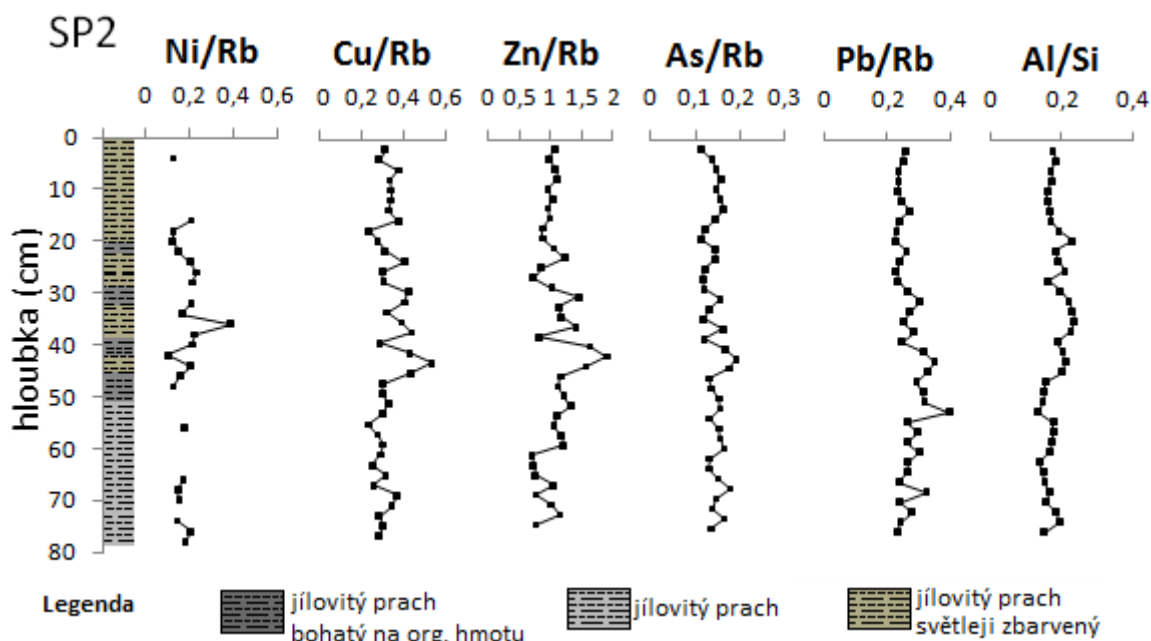 SP2
Ni/Rb Cu/Rb Zn/Rb As/Rb Pb/Rb Al/Si
0 0,2 0,4 0,6 0 0,2 0,4 0,6 0 0,5 1 1,5 2 0 0,1 0,2 0,3 0 0,2 0,4 0 0,2 0,4
hloubka (cm)
0
10
20
30
40
50
60
70
80
Legenda
jílovitý prach
bohatý na org. hmotu
jílovitý prach
jílovitý prach
světleji zbarvený